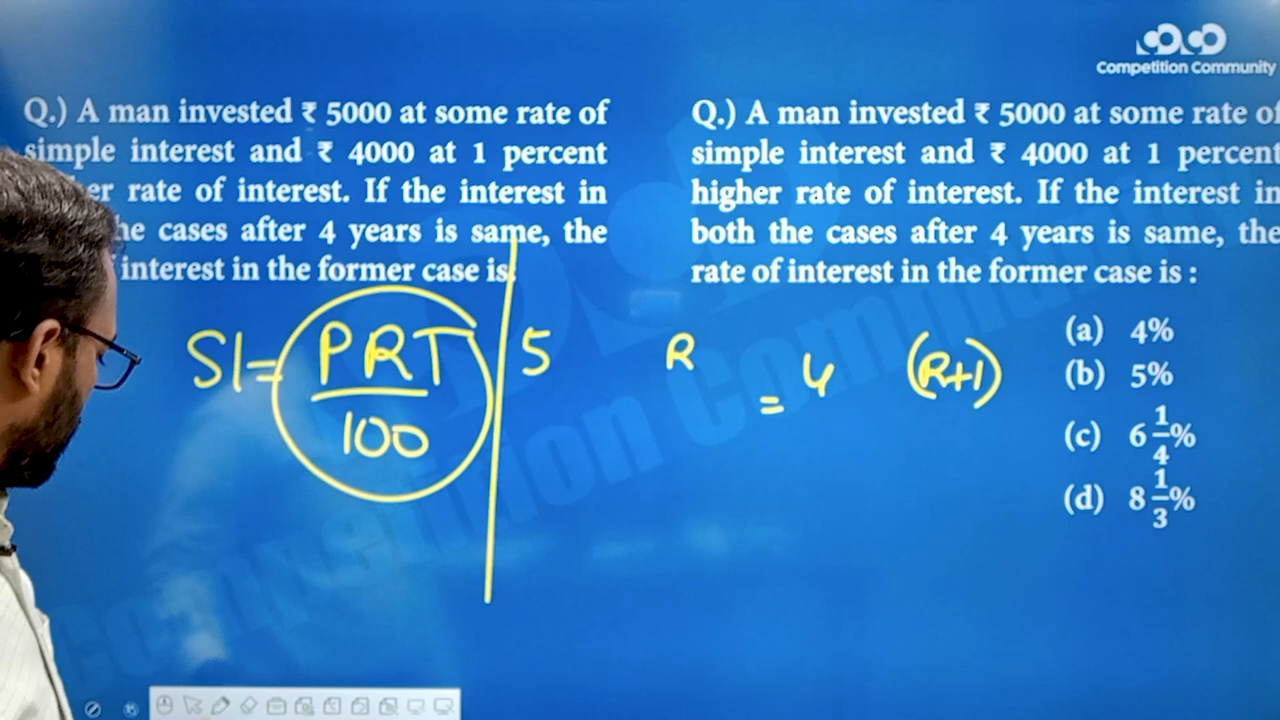 Competition Community
Q.) A man invested ₹ 5000 at some rate of
simple interest and ₹ 4000 at 1 percent
er rate of interest. If the interest in
he cases after 4 years is same, the
interest in the former case is:
Q.) A man invested ₹ 5000 at some rate of
simple interest and ₹ 4000 at 1 percent
higher rate of interest. If the interest in
both the cases after 4 years is same, the
rate of interest in the former case is :
(a) 4%
(b) 5%
(c) 6 1/4 %
(d) 8 1/3 %
SI = PRT
100
5 R = 4 (R+1)
Competition Community